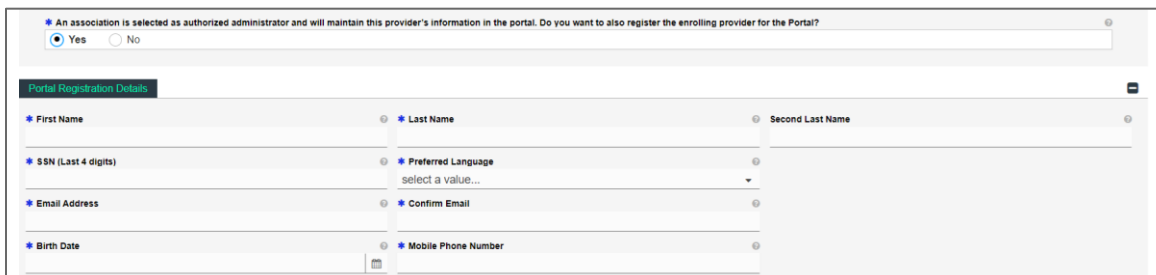 * An association is selected as authorized administrator and will maintain this provider's information in the portal. Do you want to also register the enrolling provider for the Portal?
Yes No
Portal Registration Details
* First Name * Last Name Second Last Name
* SSN (Last 4 digits) * Preferred Language
select a value...
* Email Address * Confirm Email
* Birth Date * Mobile Phone Number